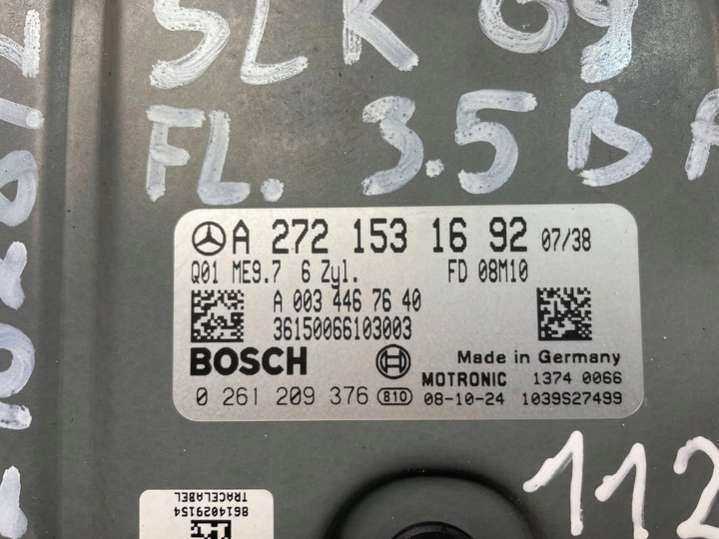 SLK 09
FL. 3.5 B A
A 272 153 16 92 07/38
Q01 ME9.7 6 Zyl. FD 08M10
A 003 446 76 40
36150066103003
BOSCH
Made in Germany
MOTRONIC 1374 0066
0 261 209 376 810 08-10-24 1039S27499
112
8614029154
TRACELABEL